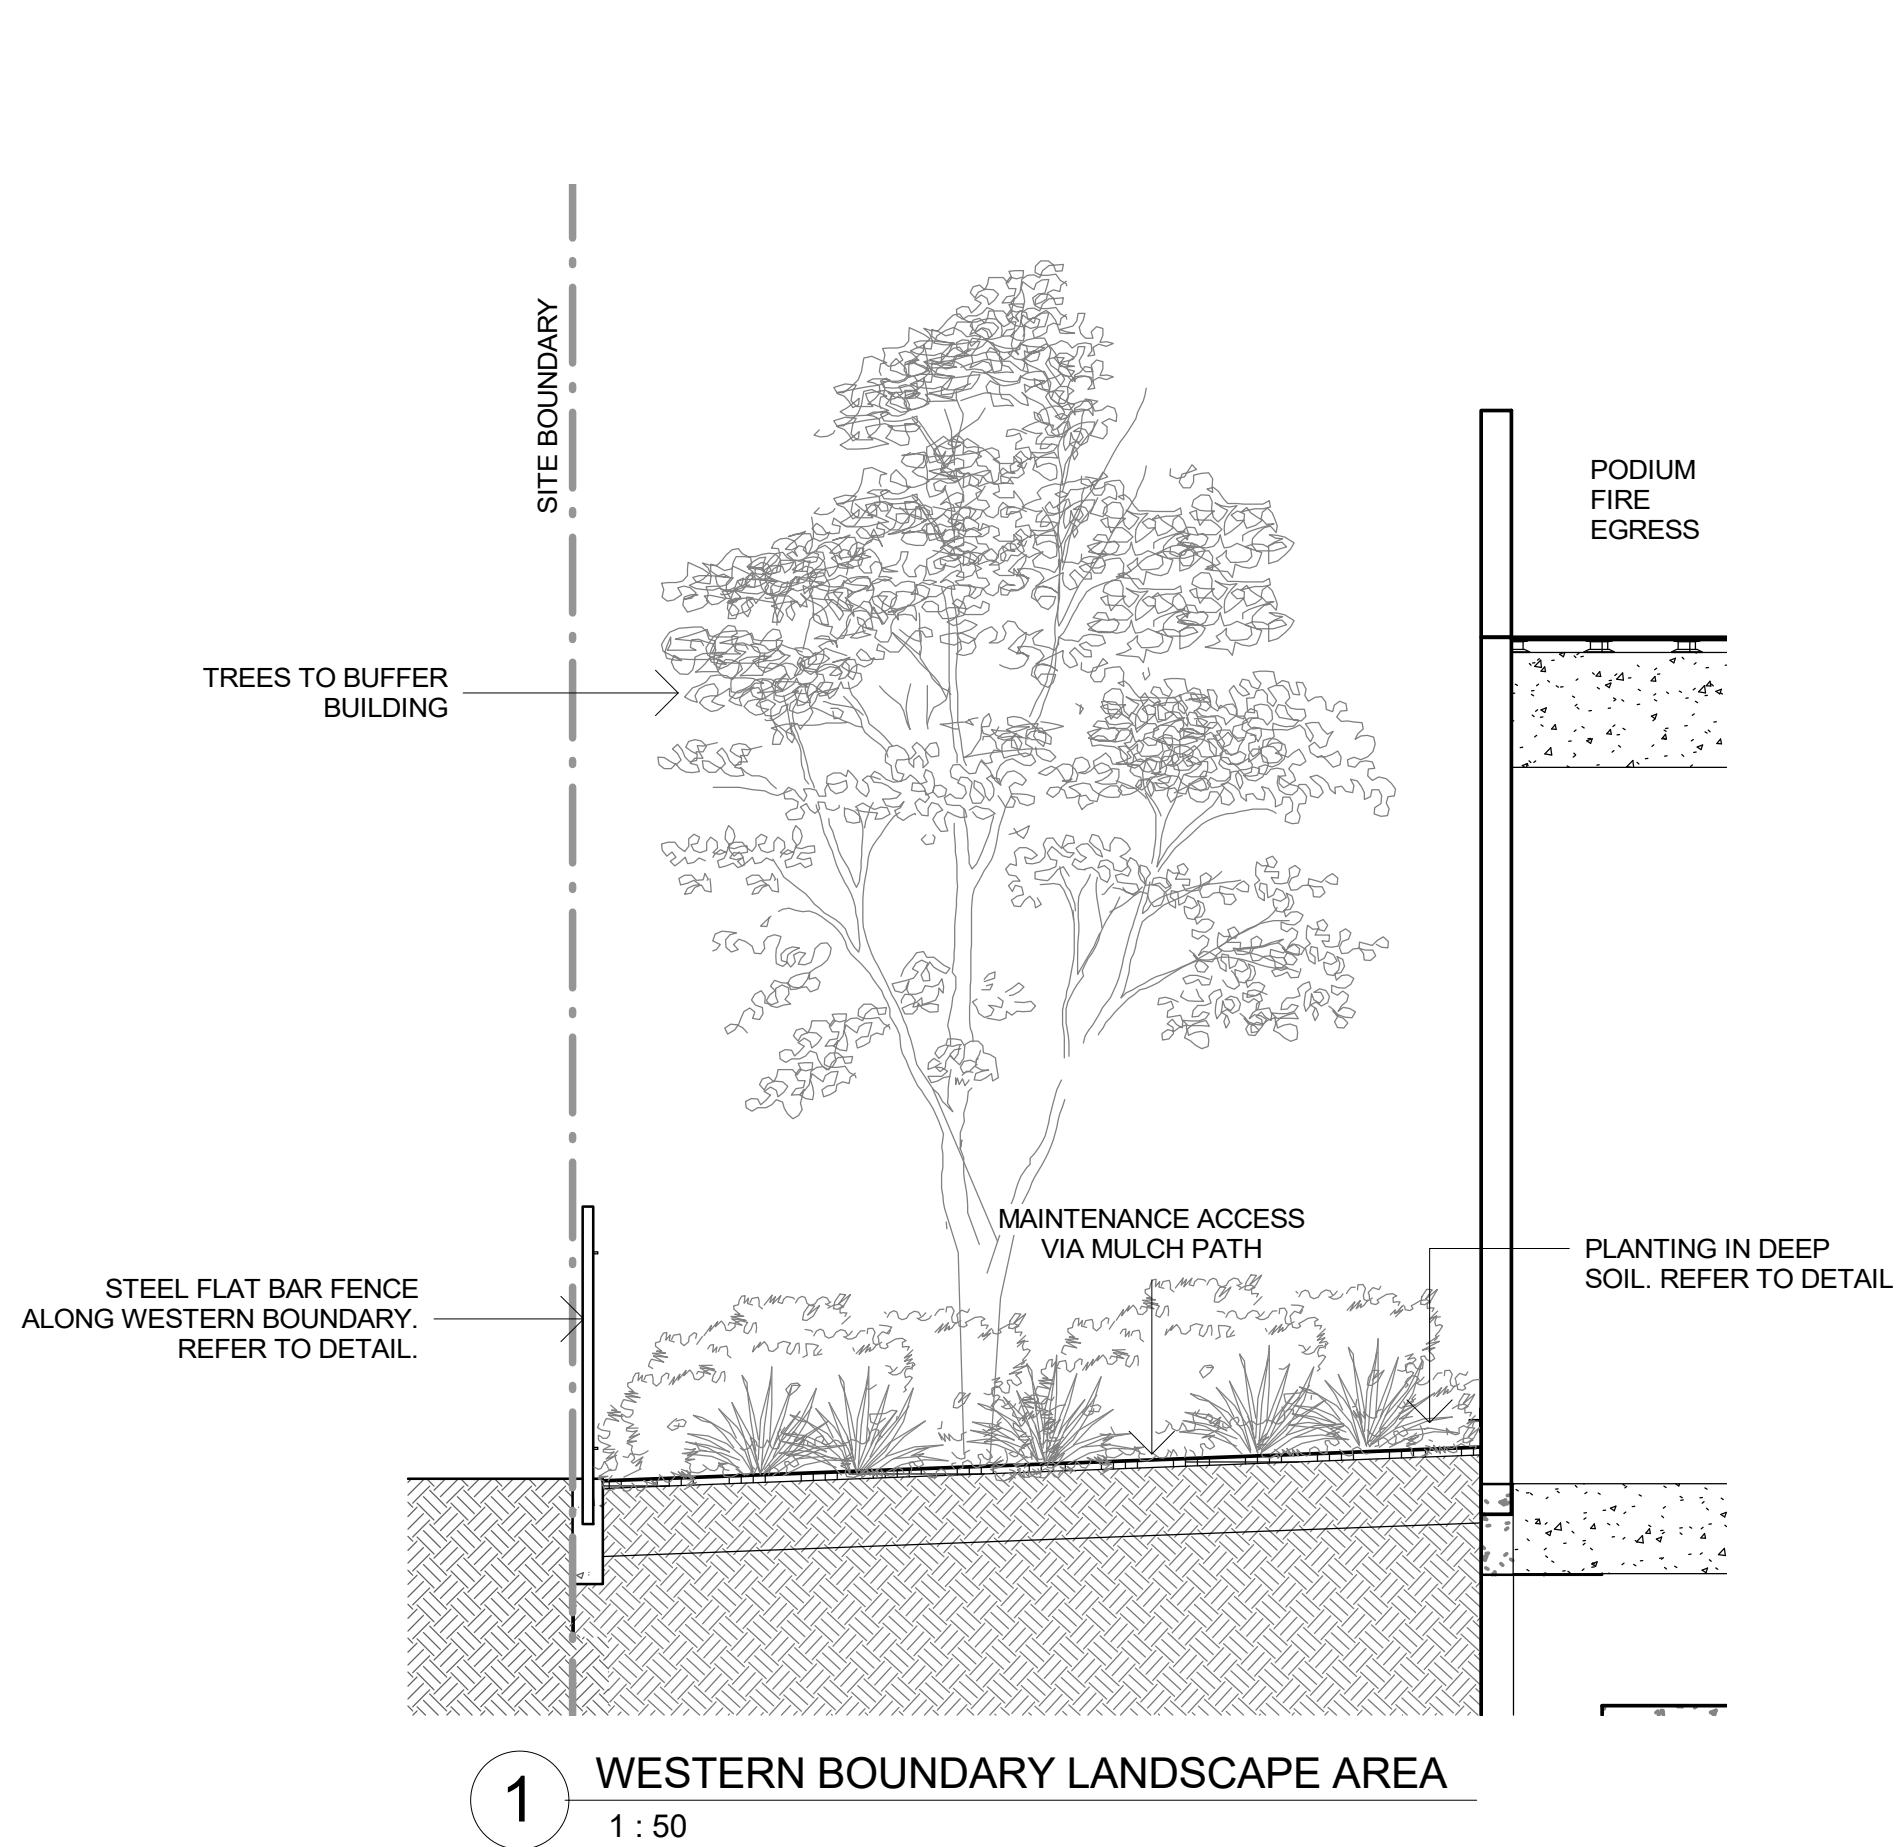 SITE BOUNDARY
PODIUM
FIRE
EGRESS
TREES TO BUFFER
BUILDING
MAINTENANCE ACCESS
VIA MULCH PATH
PLANTING IN DEEP
SOIL. REFER TO DETAIL
STEEL FLAT BAR FENCE
ALONG WESTERN BOUNDARY.
REFER TO DETAIL.
1
WESTERN BOUNDARY LANDSCAPE AREA
1 : 50